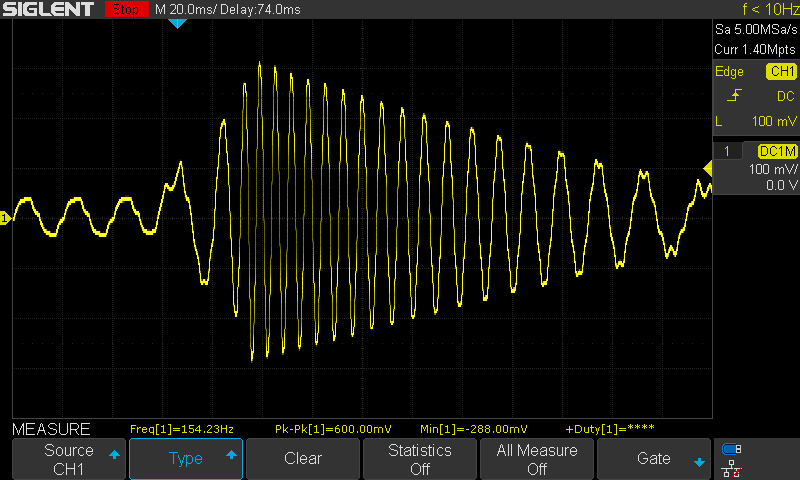 SIGLENT Stop M 20.0ms/ Delay:74.0ms f < 10Hz
Sa 5.00MSa/s
Curr 1.40Mpts
Edge CH1
DC
L 100 mV
1 DC1M
100 mV/
0.0 V
1
MEASURE Freq[1]=154.23Hz Pk-Pk[1]=600.00mV Min[1]=-288.00mV +Duty[1]=****
Source CH1 Type Clear Statistics Off All Measure Off Gate